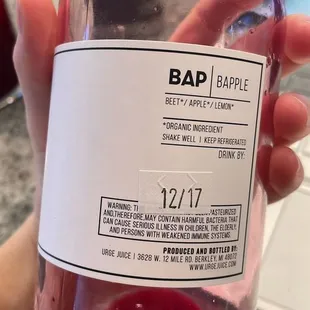 BAP | BAPPLE
BEET*/ APPLE*/ LEMON*
*ORGANIC INGREDIENT
SHAKE WELL | KEEP REFRIGERATED
DRINK BY:
12/17
WARNING: PASTEURIZED
AND,THEREFORE,MAY CONTAIN HARMFUL BACTERIA THAT
CAN CAUSE SERIOUS ILLNESS IN CHILDREN, THE ELDERLY,
AND PERSONS WITH WEAKENED IMMUNE SYSTEMS.
PRODUCED AND BOTTLED BY:
URGE JUICE | 3628 W. 12 MILE RD. BERKLEY, MI 48072
WWW.URGEJUICE.COM